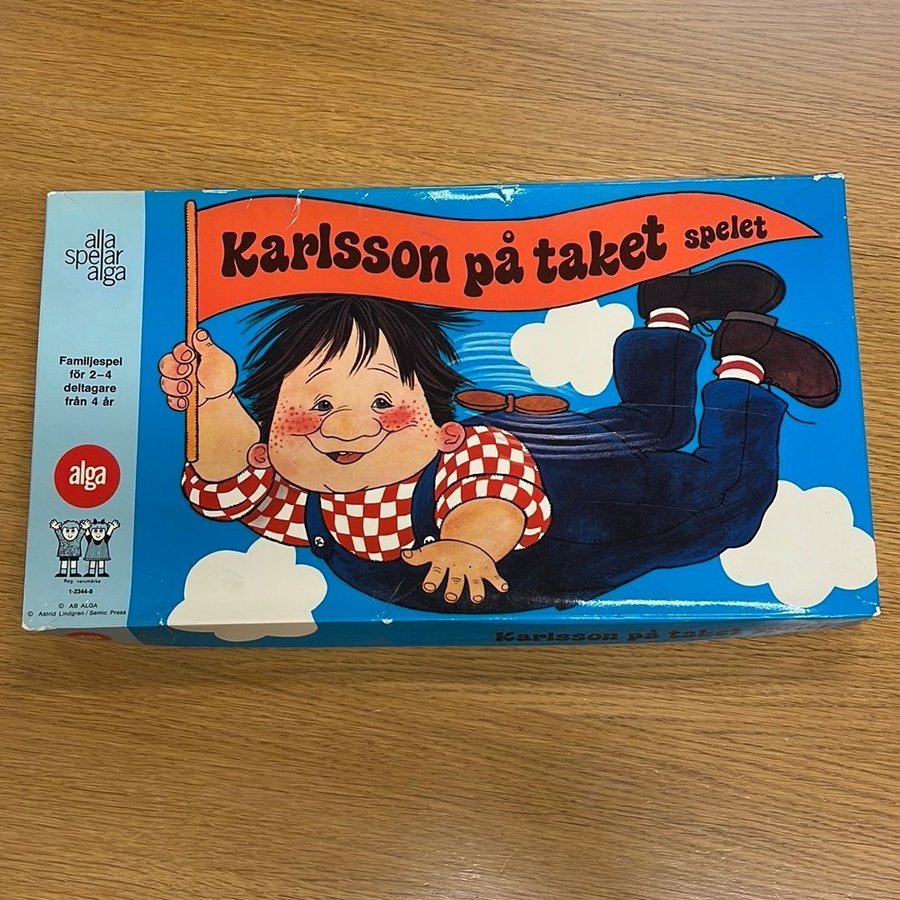 Karlsson på taket spelet
alla
spelar
alga
Familjespel
för 2–4
deltagare
från 4 år
alga
Reg. varumärke
1-2344-8
© AB ALGA
© Astrid Lindgren / Semic Press
alga
Karlsson på taket